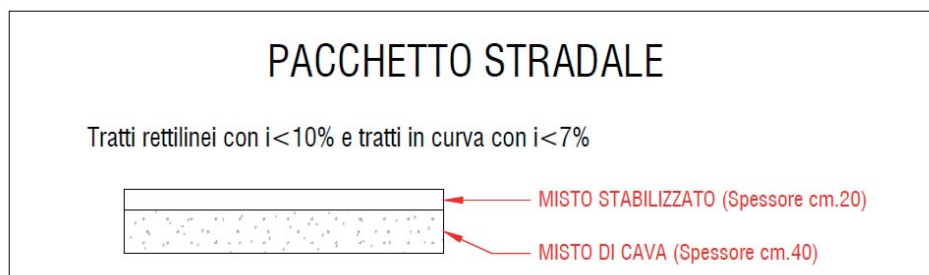 PACCHETTO STRADALE
Tratti rettilinei con i<10% e tratti in curva con i<7%
MISTO STABILIZZATO (Spessore cm.20)
MISTO DI CAVA (Spessore cm.40)